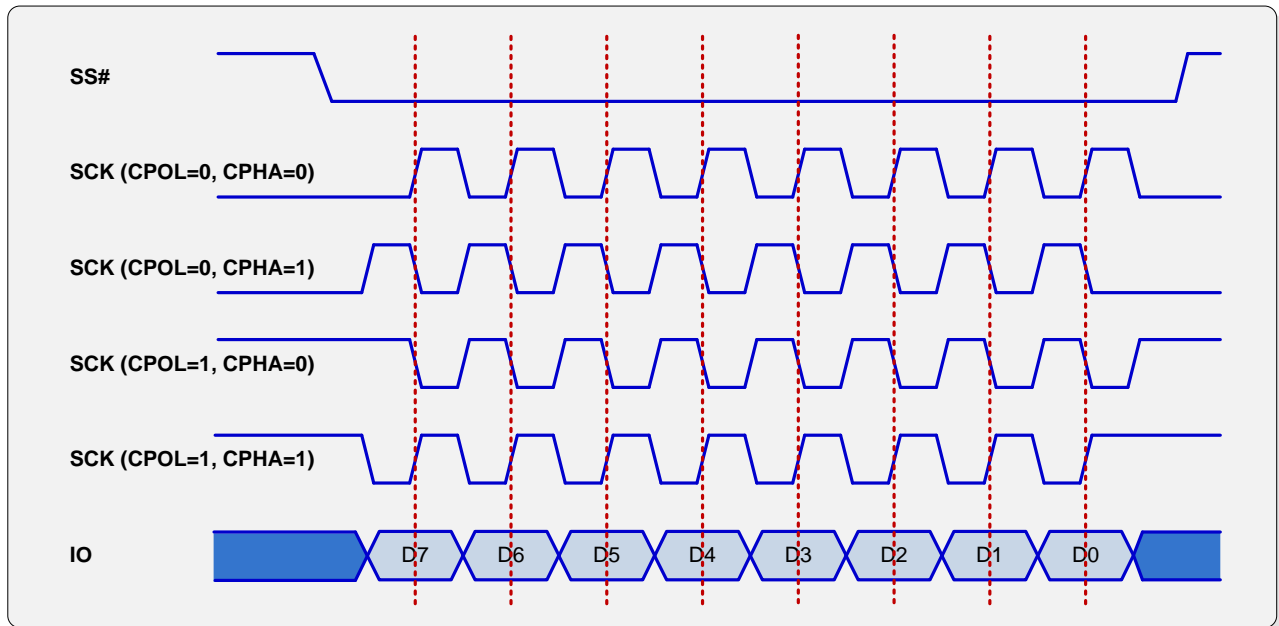 SS#
SCK (CPOL=0, CPHA=0)
SCK (CPOL=0, CPHA=1)
SCK (CPOL=1, CPHA=0)
SCK (CPOL=1, CPHA=1)
IO D7 D6 D5 D4 D3 D2 D1 D0